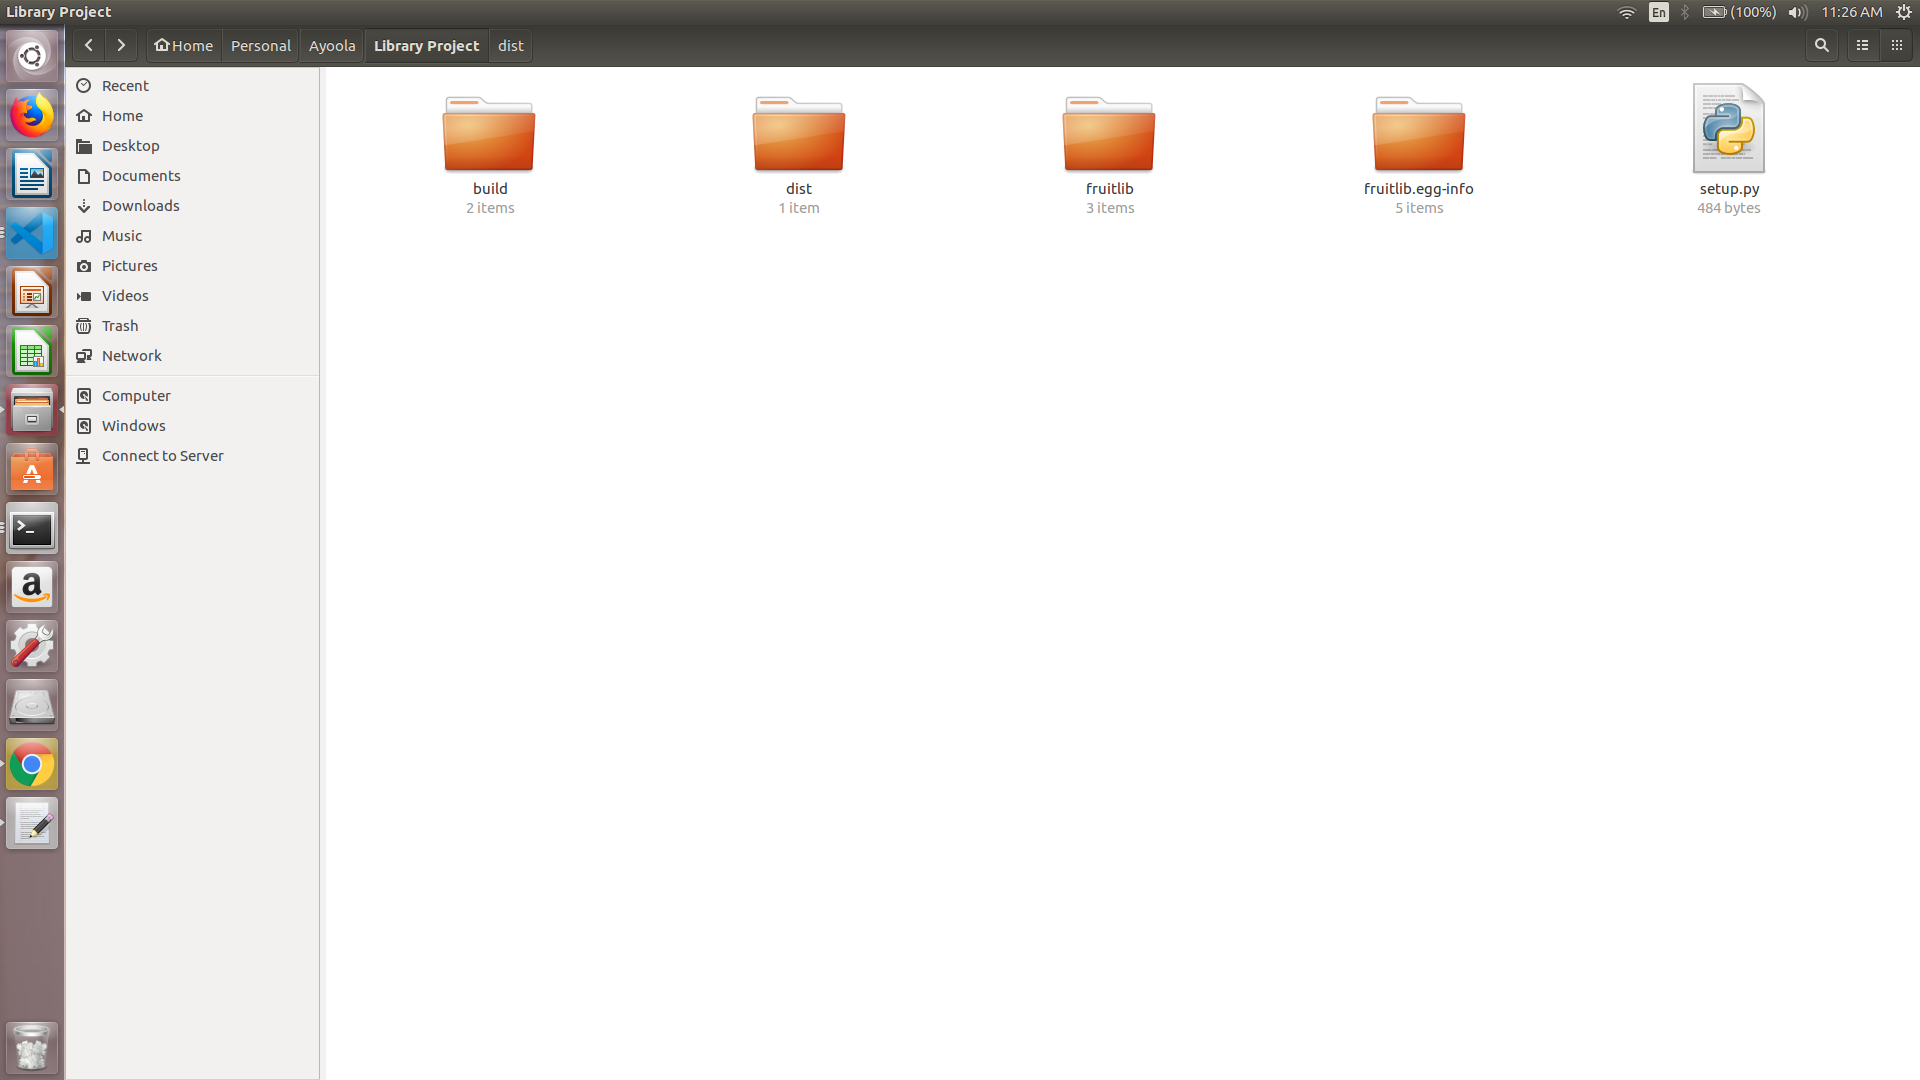 Library Project
En
(100%)
11:26 AM
Home
Personal
Ayoola
Library Project
dist
Recent
Home
Desktop
Documents
Downloads
Music
Pictures
Videos
Trash
Network
Computer
Windows
Connect to Server
build
2 items
dist
1 item
fruitlib
3 items
fruitlib.egg-info
5 items
setup.py
484 bytes